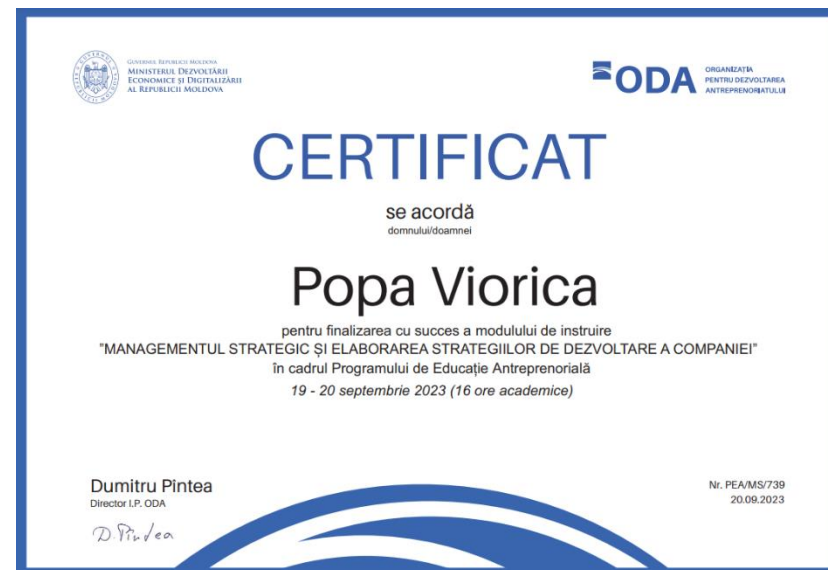 GUVERNUL REPUBLICII MOLDOVA
MINISTERUL DEZVOLTĂRII
ECONOMICE ȘI DIGITALIZĂRII
AL REPUBLICII MOLDOVA
ODA
ORGANIZAȚIA
PENTRU DEZVOLTAREA
ANTREPRENORIATULUI
CERTIFICAT
se acordă
domnului/doamnei
Popa Viorica
pentru finalizarea cu succes a modulului de instruire
"MANAGEMENTUL STRATEGIC ȘI ELABORAREA STRATEGIILOR DE DEZVOLTARE A COMPANIEI"
în cadrul Programului de Educație Antreprenorială
19 - 20 septembrie 2023 (16 ore academice)
Dumitru Pintea
Director I.P. ODA
D. Pintea
Nr. PEA/MS/739
20.09.2023